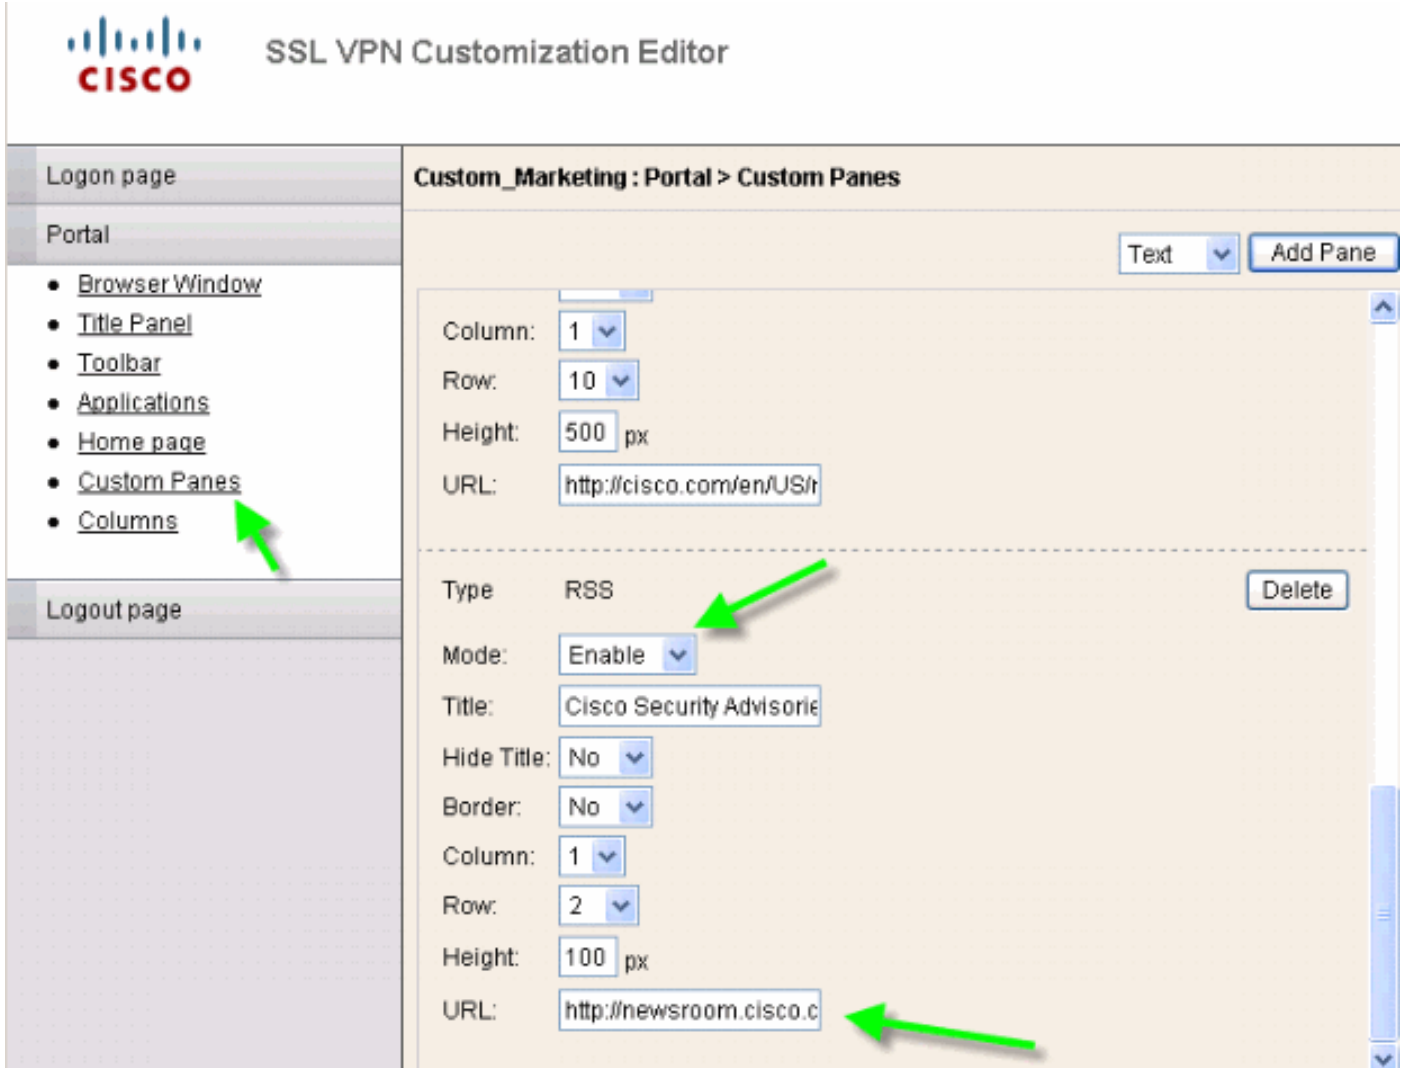 CISCO
SSL VPN Customization Editor
Logon page
Portal
Browser Window
Title Panel
Toolbar
Applications
Home page
Custom Panes
Columns
Logout page
Custom_Marketing : Portal > Custom Panes
Text Add Pane
Column: 1
Row: 10
Height: 500 px
URL: http://cisco.com/en/US/r
Type RSS Delete
Mode: Enable
Title: Cisco Security Advisorie
Hide Title: No
Border: No
Column: 1
Row: 2
Height: 100 px
URL: http://newsroom.cisco.c